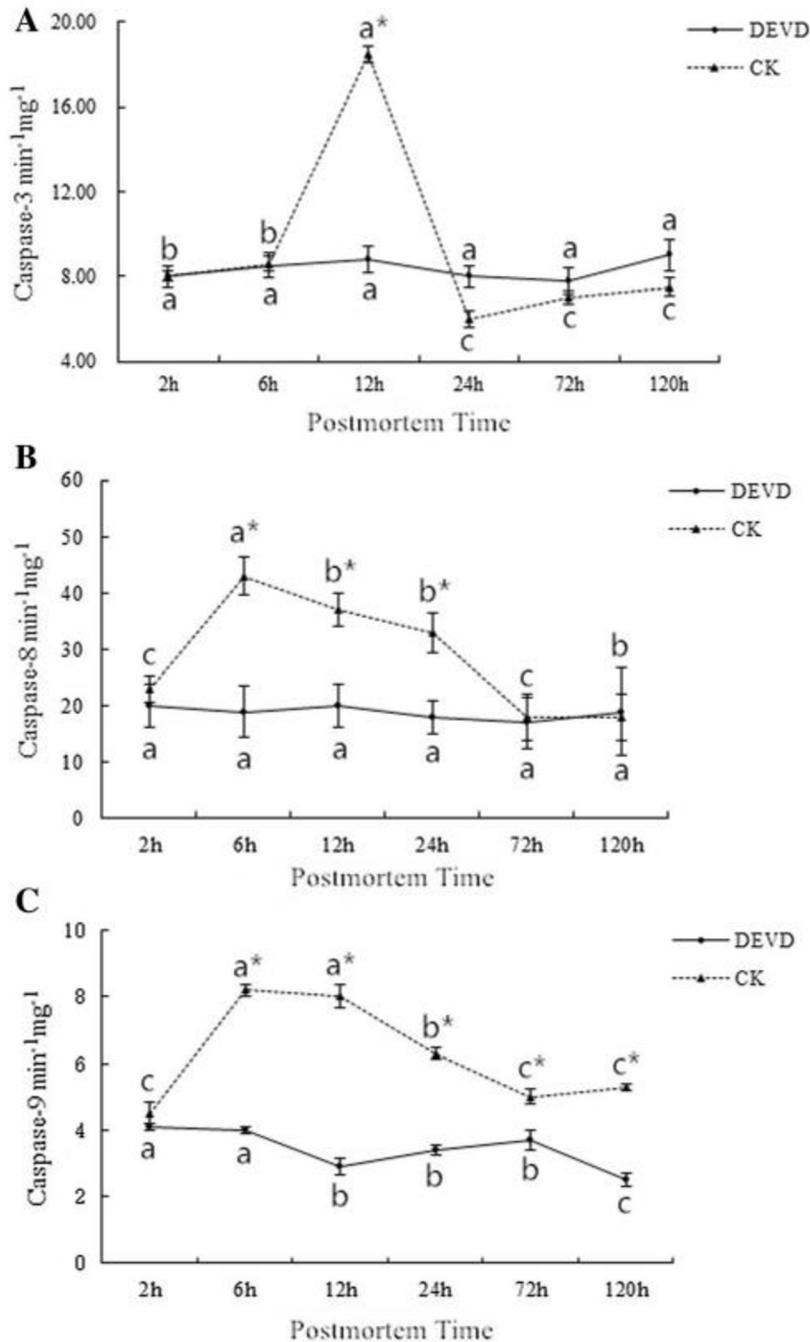 A
20.00
a*
DEVD
CK
16.00
Caspase-3 min⁻¹mg⁻¹
12.00
b b a a a
8.00
a a a c c c
4.00
2h 6h 12h 24h 72h 120h
Postmortem Time
B
60
DEVD
CK
50
a*
b* b*
40
Caspase-8 min⁻¹mg⁻¹
c c b
30
20
a a a a a a
10
0
2h 6h 12h 24h 72h 120h
Postmortem Time
C
10
DEVD
CK
a* a*
8
b*
Caspase-9 min⁻¹mg⁻¹
6
c c* c*
4
a a b b b c
2
0
2h 6h 12h 24h 72h 120h
Postmortem Time